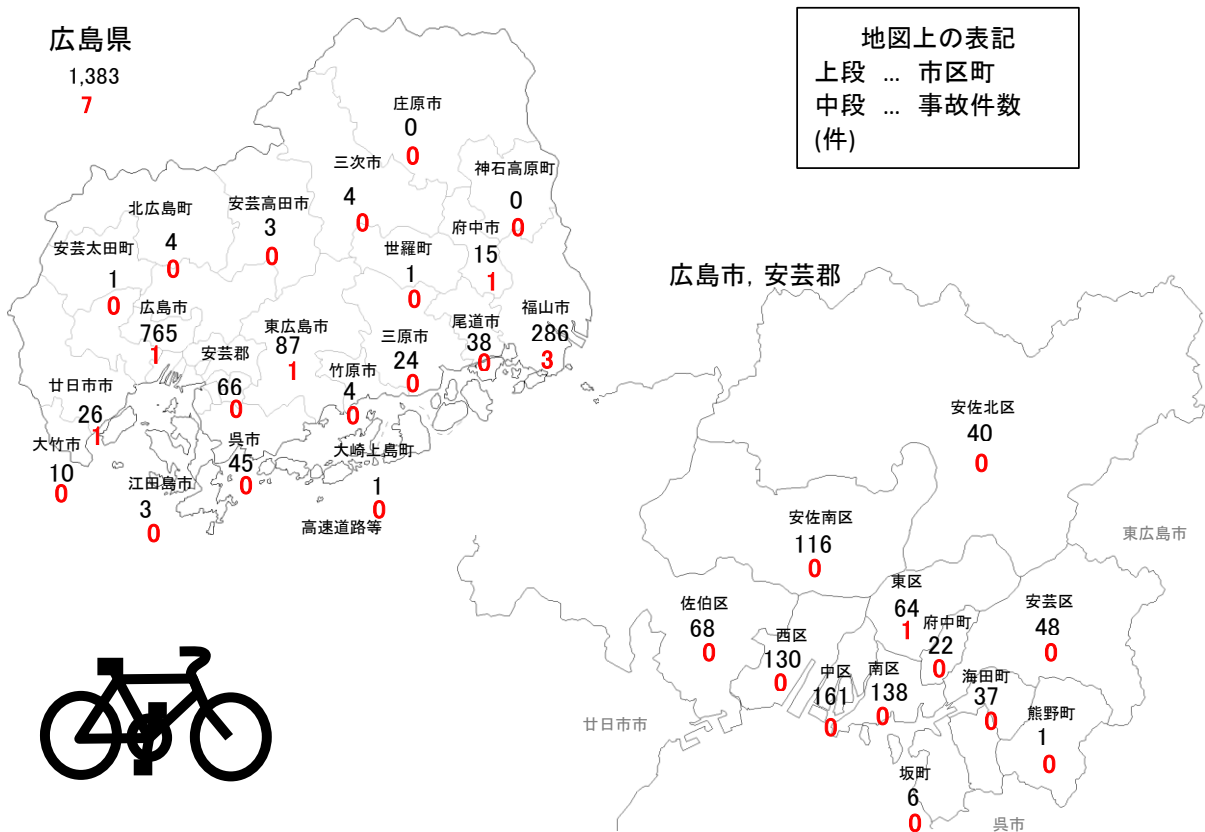 広島県
1,383
7
地図上の表記
上段 … 市区町
中段 … 事故件数
(件)
庄原市
0
0
三次市
4
0
神石高原町
0
0
北広島町
4
0
安芸高田市
3
0
府中市
15
1
安芸太田町
1
0
世羅町
1
0
広島市
765
1
東広島市
87
1
安芸郡
66
0
三原市
24
0
尾道市
38
0
福山市
286
3
竹原市
4
0
廿日市市
26
1
大竹市
10
0
江田島市
3
0
呉市
45
0
大崎上島町
1
0
高速道路等
広島市, 安芸郡
安佐北区
40
0
安佐南区
116
0
東広島市
東区
64
1
府中町
22
0
安芸区
48
0
佐伯区
68
0
西区
130
0
中区
161
0
南区
138
0
海田町
37
0
熊野町
1
0
坂町
6
0
廿日市市
呉市